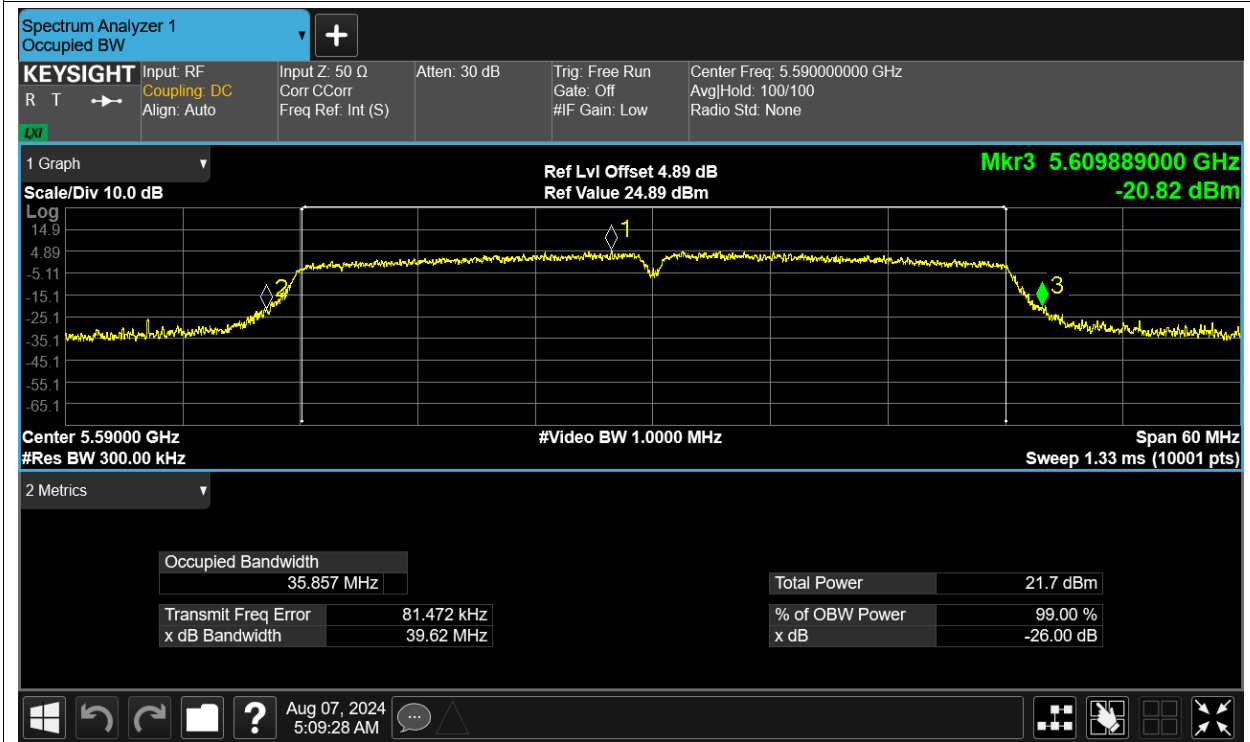 Spectrum Analyzer 1
Occupied BW
KEYSIGHT
R T
LXI
Input: RF
Coupling: DC
Align: Auto
Input Z: 50 Ω
Corr CCorr
Freq Ref: Int (S)
Atten: 30 dB
Trig: Free Run
Gate: Off
#IF Gain: Low
Center Freq: 5.590000000 GHz
Avg|Hold: 100/100
Radio Std: None
1 Graph
Scale/Div 10.0 dB
Ref Lvl Offset 4.89 dB
Ref Value 24.89 dBm
Mkr3 5.609889000 GHz
-20.82 dBm
Log
14.9
4.89
-5.11
-15.1
-25.1
-35.1
-45.1
-55.1
-65.1
1
2
3
Center 5.59000 GHz
#Res BW 300.00 kHz
#Video BW 1.0000 MHz
Span 60 MHz
Sweep 1.33 ms (10001 pts)
2 Metrics
Occupied Bandwidth
35.857 MHz
Transmit Freq Error 81.472 kHz
x dB Bandwidth 39.62 MHz
Total Power 21.7 dBm
% of OBW Power 99.00 %
x dB -26.00 dB
?
Aug 07, 2024
5:09:28 AM